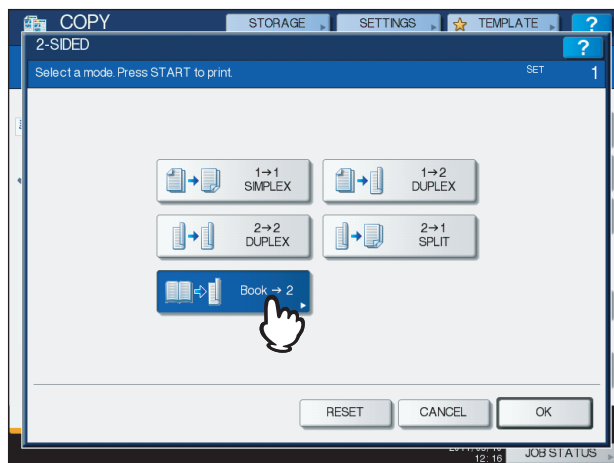 COPY
STORAGE
SETTINGS
TEMPLATE
?
2-SIDED
?
Select a mode. Press START to print.
SET 1
1→1
SIMPLEX
1→2
DUPLEX
2→2
DUPLEX
2→1
SPLIT
Book → 2
RESET
CANCEL
OK
12:16
JOB STATUS